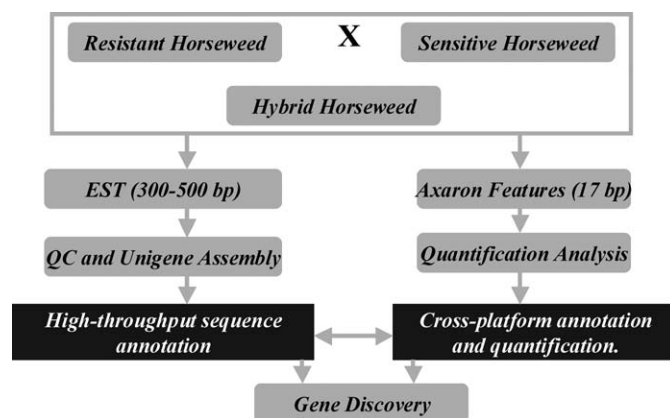 Resistant Horseweed
X
Sensitive Horseweed
Hybrid Horseweed
EST (300-500 bp)
Axaron Features (17 bp)
QC and Unigene Assembly
Quantification Analysis
High-throughput sequence
annotation
Cross-platform annotation
and quantification.
Gene Discovery